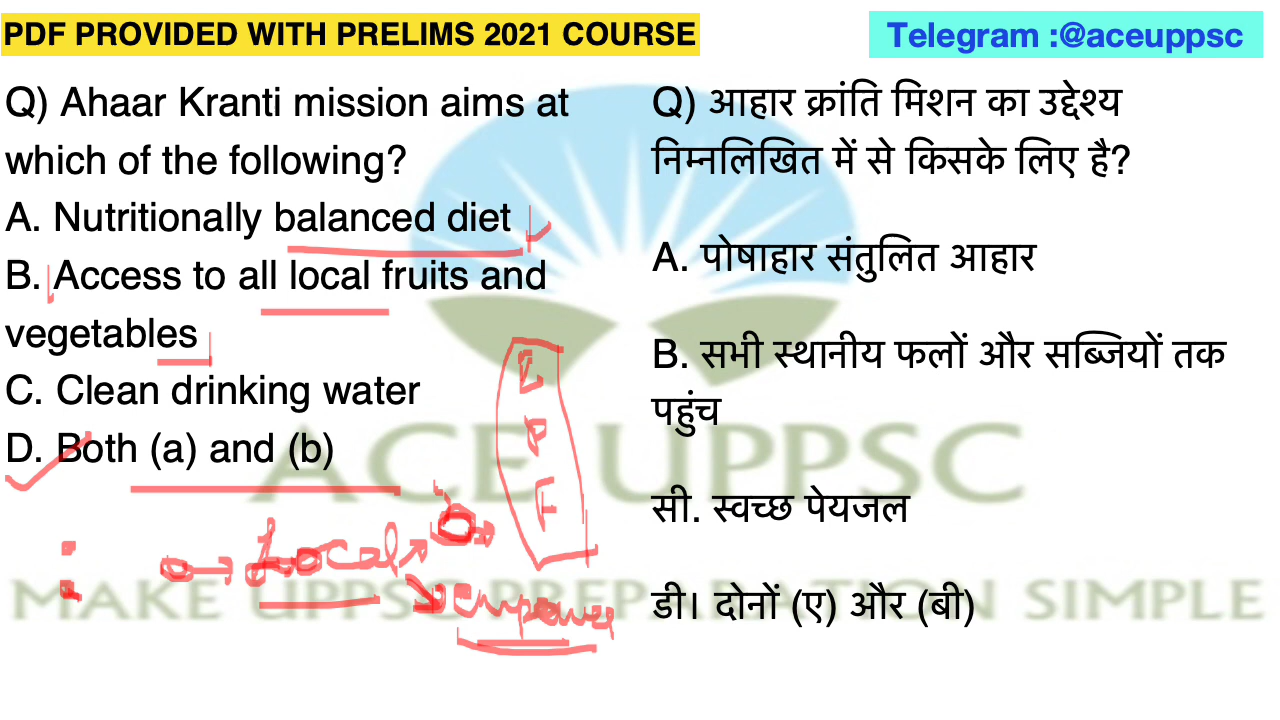 PDF PROVIDED WITH PRELIMS 2021 COURSE
Telegram :@aceuppsc
Q) Ahaar Kranti mission aims at
which of the following?
A. Nutritionally balanced diet
B. Access to all local fruits and
vegetables
C. Clean drinking water
D. Both (a) and (b)
Local
empower
Q) आहार क्रांति मिशन का उद्देश्य
निम्नलिखित में से किसके लिए है?
A. पोषाहार संतुलित आहार
B. सभी स्थानीय फलों और सब्जियों तक
पहुंच
सी. स्वच्छ पेयजल
डी। दोनों (ए) और (बी)
ACE UPPSC
MAKE UPPSC PREPARATION SIMPLE